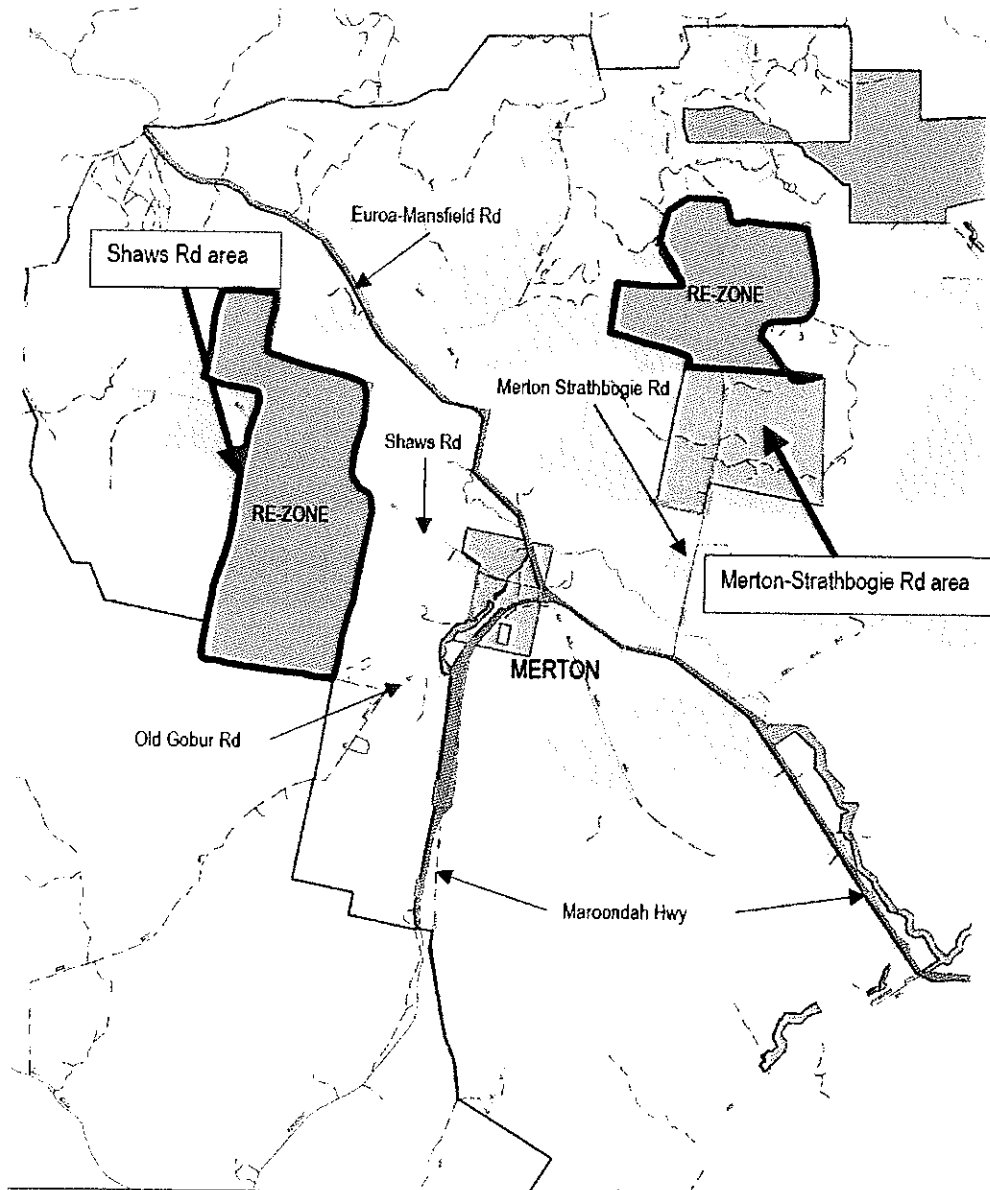 Euroa-Mansfield Rd
Shaws Rd area
RE-ZONE
Merton Strathbogie Rd
Shaws Rd
RE-ZONE
Merton-Strathbogie Rd area
MERTON
Old Gobur Rd
Maroondah Hwy